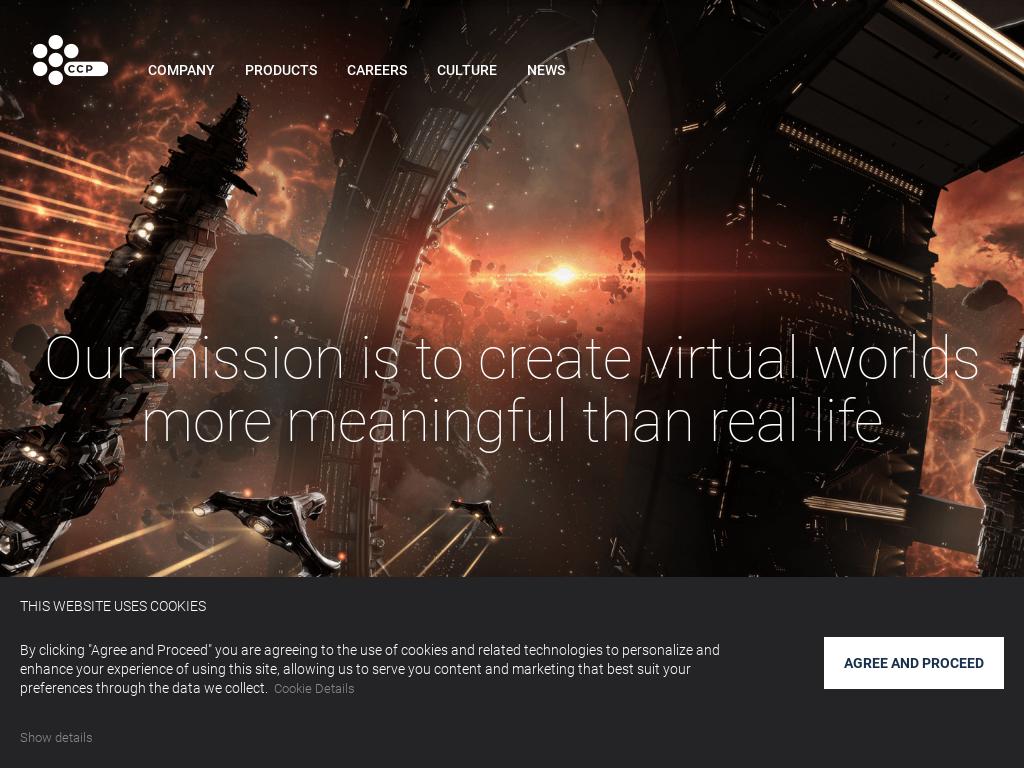 CCP
COMPANY PRODUCTS CAREERS CULTURE NEWS
Our mission is to create virtual worlds
more meaningful than real life
THIS WEBSITE USES COOKIES
By clicking "Agree and Proceed" you are agreeing to the use of cookies and related technologies to personalize and
enhance your experience of using this site, allowing us to serve you content and marketing that best suit your
preferences through the data we collect. Cookie Details
AGREE AND PROCEED
Show details